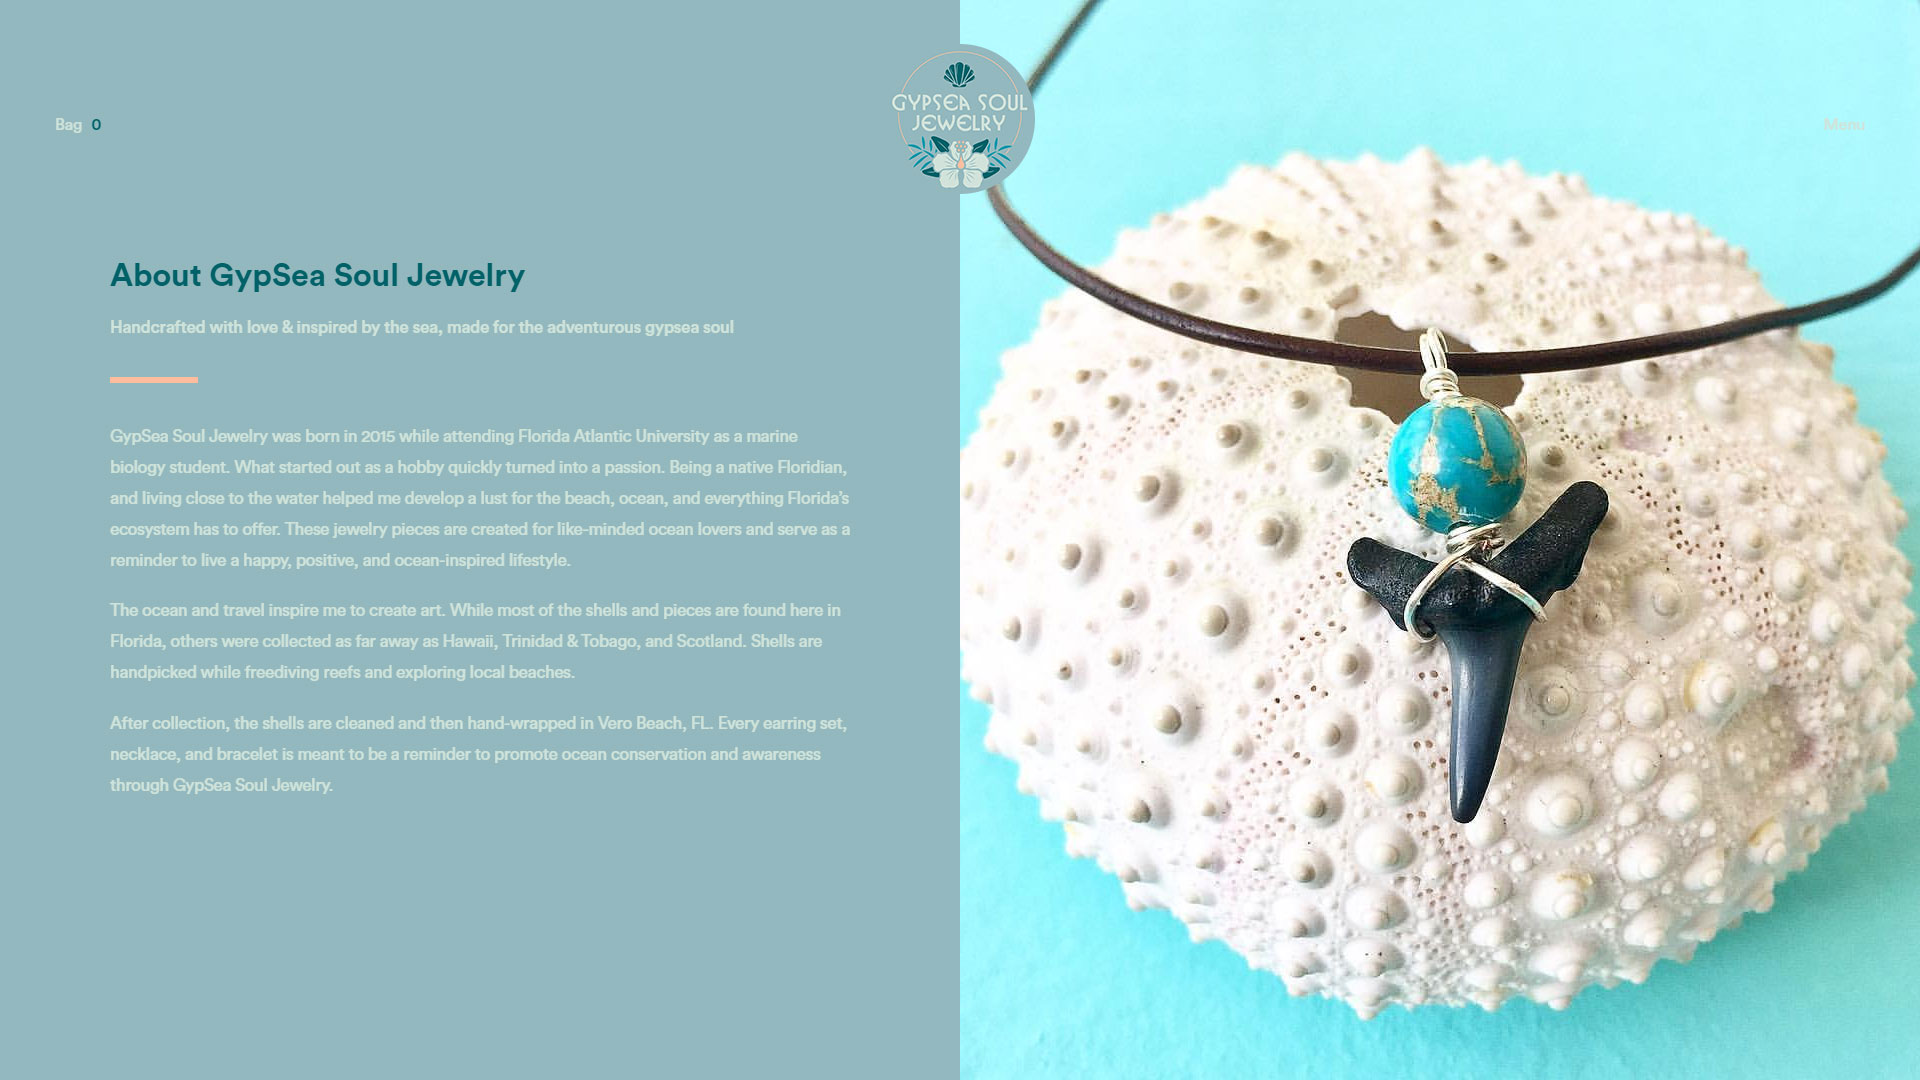 Bag 0
GYPSEA SOUL
JEWELRY
Menu
About GypSea Soul Jewelry
Handcrafted with love & inspired by the sea, made for the adventurous gypsea soul
GypSea Soul Jewelry was born in 2015 while attending Florida Atlantic University as a marine
biology student. What started out as a hobby quickly turned into a passion. Being a native Floridian,
and living close to the water helped me develop a lust for the beach, ocean, and everything Florida’s
ecosystem has to offer. These jewelry pieces are created for like-minded ocean lovers and serve as a
reminder to live a happy, positive, and ocean-inspired lifestyle.
The ocean and travel inspire me to create art. While most of the shells and pieces are found here in
Florida, others were collected as far away as Hawaii, Trinidad & Tobago, and Scotland. Shells are
handpicked while freediving reefs and exploring local beaches.
After collection, the shells are cleaned and then hand-wrapped in Vero Beach, FL. Every earring set,
necklace, and bracelet is meant to be a reminder to promote ocean conservation and awareness
through GypSea Soul Jewelry.